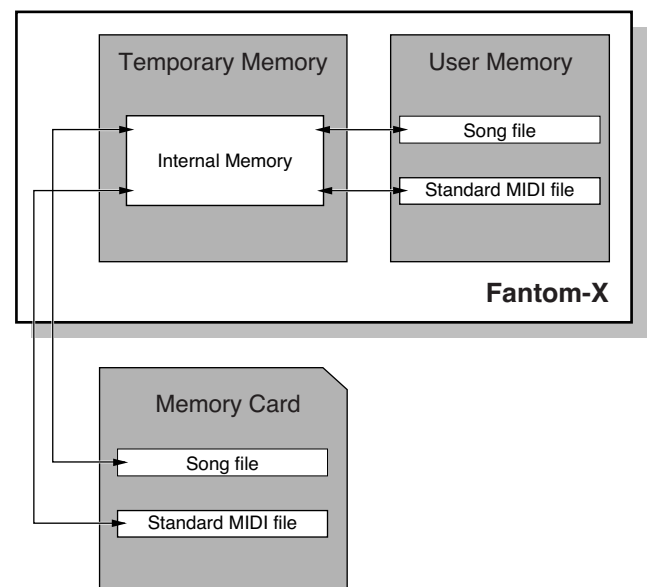 Temporary Memory
User Memory
Internal Memory
Song file
Standard MIDI file
Fantom-X
Memory Card
Song file
Standard MIDI file